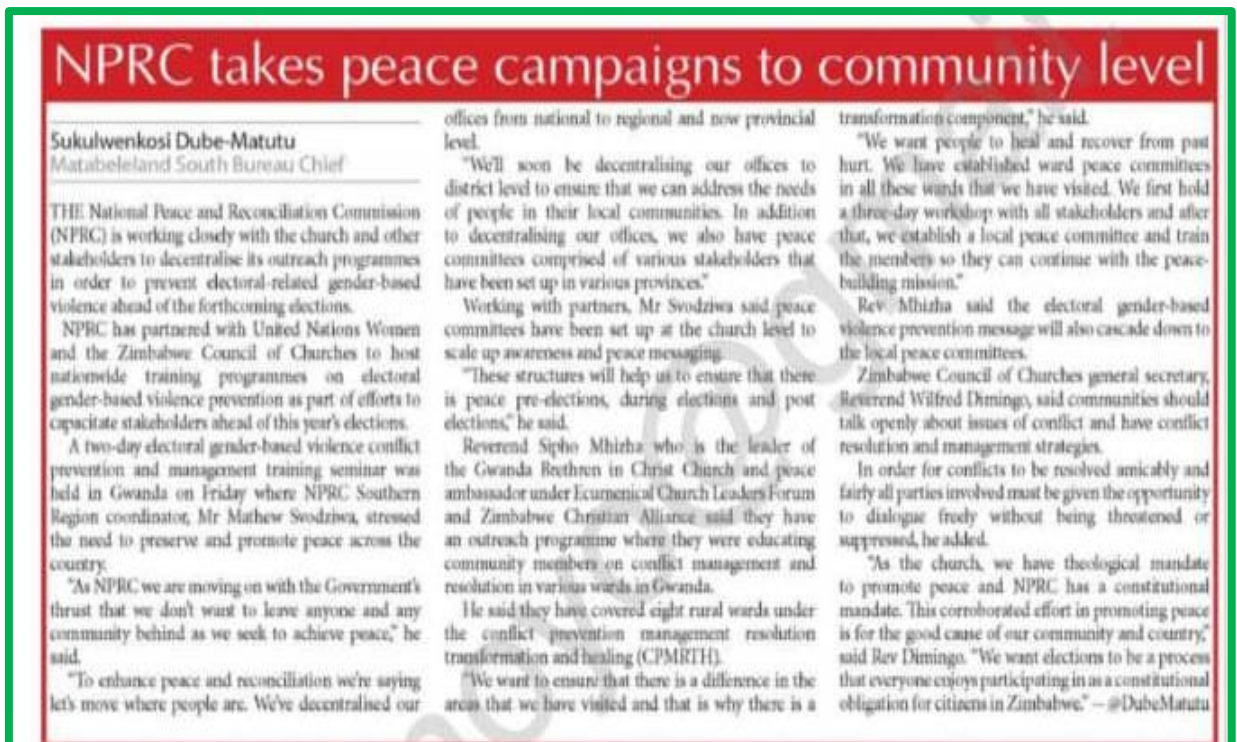 NPRC takes peace campaigns to community level
Sukulwenkosi Dube-Matutu
Matabeleland South Bureau Chief
THE National Peace and Reconciliation Commission
(NPRC) is working closely with the church and other
stakeholders to decentralise its outreach programmes
in order to prevent electoral-related gender-based
violence ahead of the forthcoming elections.
NPRC has partnered with United Nations Women
and the Zimbabwe Council of Churches to host
nationwide training programmes on electoral
gender-based violence prevention as part of efforts to
capacitate stakeholders ahead of this year's elections.
A two-day electoral gender-based violence conflict
prevention and management training seminar was
held in Gwanda on Friday where NPRC Southern
Region coordinator, Mr Mathew Svodziwa, stressed
the need to preserve and promote peace across the
country.
"As NPRC we are moving on with the Government's
thrust that we don't want to leave anyone and any
community behind as we seek to achieve peace," he
said.
"To enhance peace and reconciliation we're saying
let's move where people are. We've decentralised our
offices from national to regional and now provincial
level.
"We'll soon be decentralising our offices to
district level to ensure that we can address the needs
of people in their local communities. In addition
to decentralising our offices, we also have peace
committees comprised of various stakeholders that
have been set up in various provinces."
Working with partners, Mr Svodziwa said peace
committees have been set up at the church level to
scale up awareness and peace messaging.
"These structures will help us to ensure that there
is peace pre-elections, during elections and post
elections," he said.
Reverend Sipho Mhizha who is the leader of
the Gwanda Brethren in Christ Church and peace
ambassador under Ecumenical Church Leaders Forum
and Zimbabwe Christian Alliance said they have
an outreach programme where they were educating
community members on conflict management and
resolution in various wards in Gwanda.
He said they have covered eight rural wards under
the conflict prevention management resolution
transformation and healing (CPMRTH).
"We want to ensure that there is a difference in the
areas that we have visited and that is why there is a
transformation component," he said.
"We want people to heal and recover from past
hurt. We have established ward peace committees
in all these wards that we have visited. We first hold
a three-day workshop with all stakeholders and after
that, we establish a local peace committee and train
the members so they can continue with the peace-
building mission."
Rev Mhizha said the electoral gender-based
violence prevention message will also cascade down to
the local peace committees.
Zimbabwe Council of Churches general secretary,
Reverend Wilfred Dimingo, said communities should
talk openly about issues of conflict and have conflict
resolution and management strategies.
In order for conflicts to be resolved amicably and
fairly all parties involved must be given the opportunity
to dialogue freely without being threatened or
suppressed, he added.
"As the church, we have theological mandate
to promote peace and NPRC has a constitutional
mandate. This corroborated effort in promoting peace
is for the good cause of our community and country,"
said Rev Dimingo. "We want elections to be a process
that everyone enjoys participating in as a constitutional
obligation for citizens in Zimbabwe." – @DubeMatutu